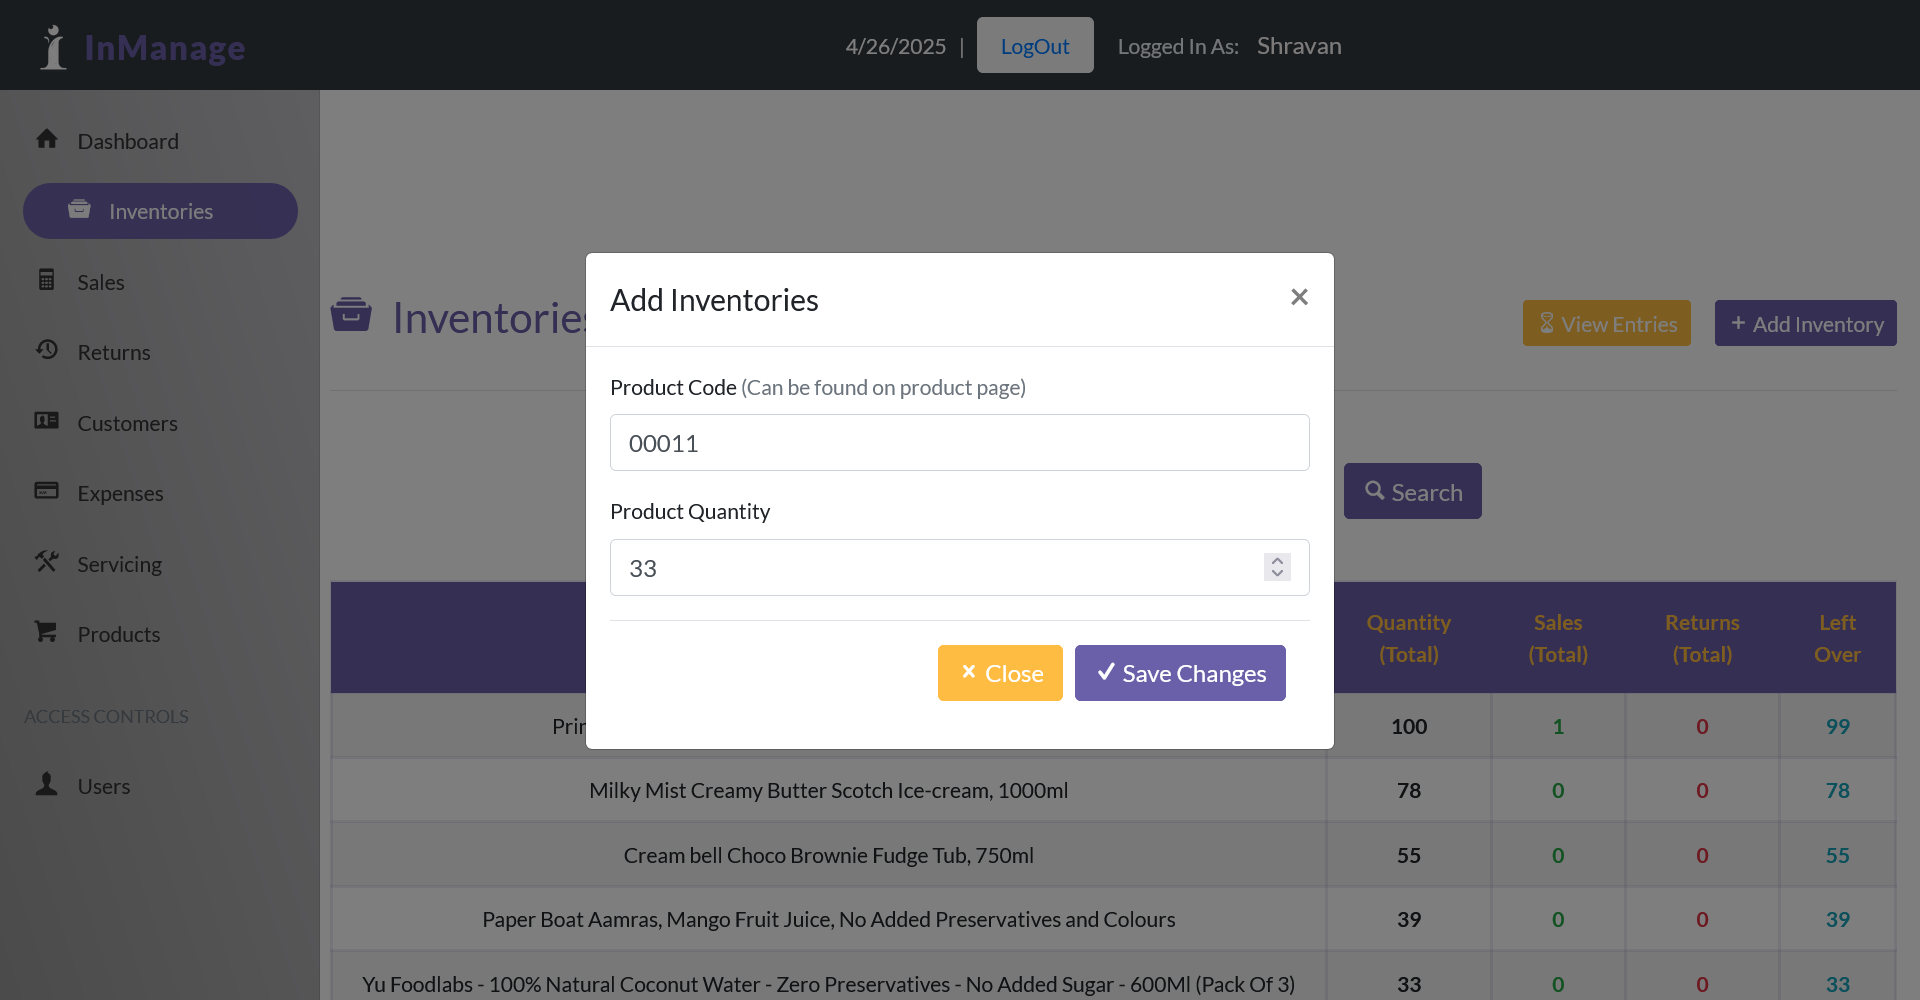 InManage
4/26/2025 | LogOut Logged In As: Shravan
Dashboard
Inventories
Sales
Returns
Customers
Expenses
Servicing
Products
ACCESS CONTROLS
Users
Inventories
View Entries
+ Add Inventory
Search
Add Inventories ×
Product Code (Can be found on product page)
00011
Product Quantity
33
Close
Save Changes
Quantity (Total) Sales (Total) Returns (Total) Left Over
100 1 0 99
Milky Mist Creamy Butter Scotch Ice-cream, 1000ml 78 0 0 78
Cream bell Choco Brownie Fudge Tub, 750ml 55 0 0 55
Paper Boat Aamras, Mango Fruit Juice, No Added Preservatives and Colours 39 0 0 39
Yu Foodlabs - 100% Natural Coconut Water - Zero Preservatives - No Added Sugar - 600Ml (Pack Of 3) 33 0 0 33